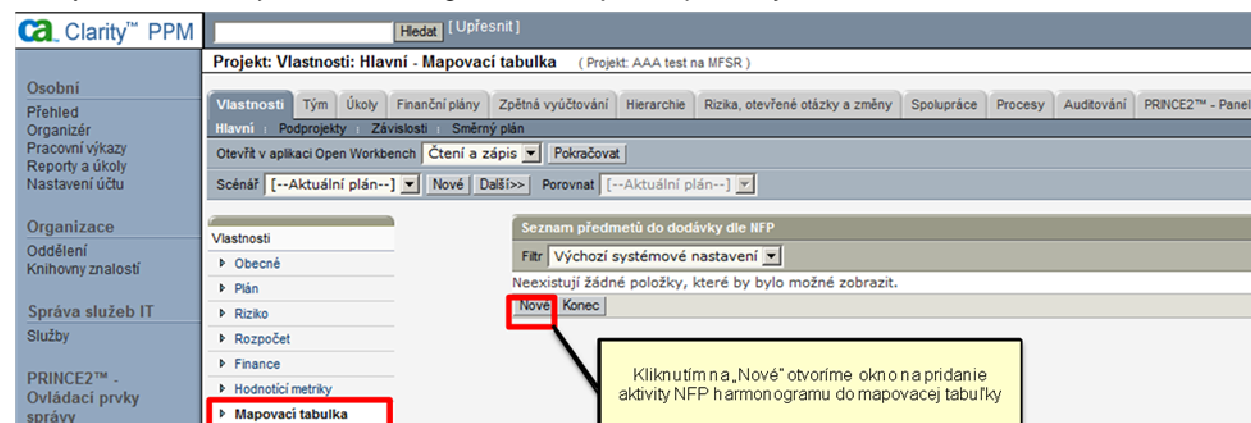 ca Clarity™ PPM
Hledat [ Upřesnit ]
Projekt: Vlastnosti: Hlavní - Mapovací tabulka ( Projekt: AAA test na MFSR )
Osobní
Přehled
Organizér
Pracovní výkazy
Reporty a úkoly
Nastavení účtu
Organizace
Oddělení
Knihovny znalostí
Správa služeb IT
Služby
PRINCE2™ -
Ovládací prvky
správy
Vlastnosti Tým Úkoly Finanční plány Zpětná vyúčtování Hierarchie Rizika, otevřené otázky a změny Spolupráce Procesy Auditování PRINCE2™ - Panel
Hlavní Podprojekty Závislosti Směrný plán
Otevřít v aplikaci Open Workbench Čtení a zápis Pokračovat
Scénář [--Aktuální plán--] Nové Další>> Porovnat [--Aktuální plán--]
Vlastnosti
Obecné
Plán
Riziko
Rozpočet
Finance
Hodnotící metriky
Mapovací tabulka
Seznam předmetů do dodávky dle NFP
Filtr Výchozí systémové nastavení
Neexistují žádné položky, které by bylo možné zobrazit.
Nové Konec
Kliknutím na „Nové" otvoríme okno na pridanie
aktivity NFP harmonogramu do mapovacej tabuľky